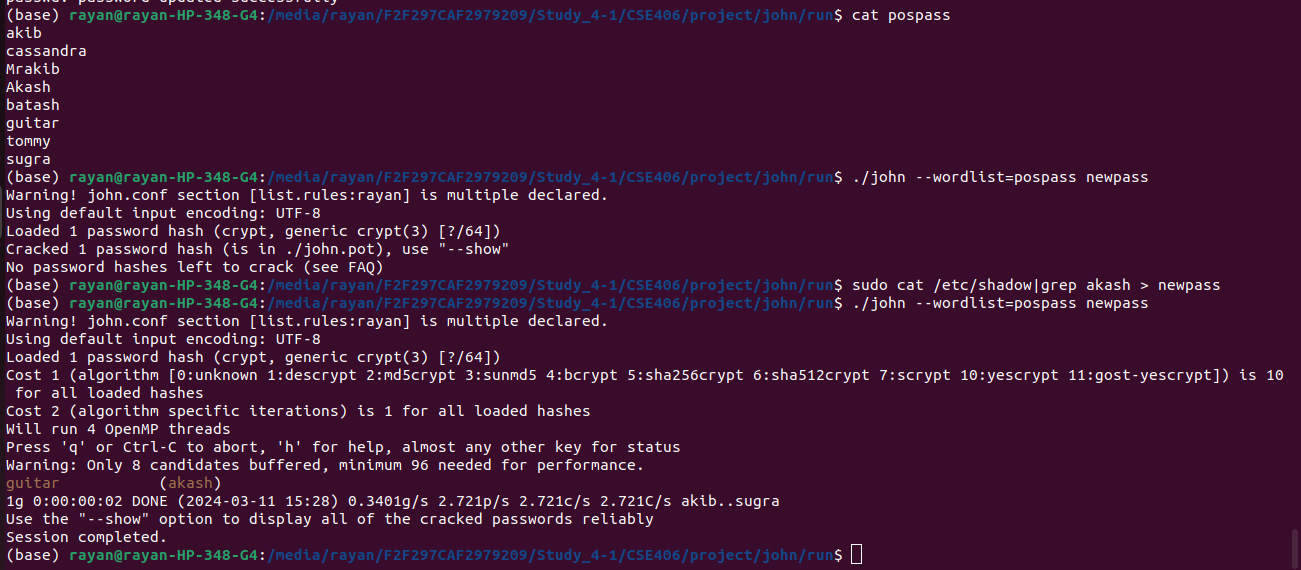 passwd: password updated successfully
(base) rayan@rayan-HP-348-G4:/media/rayan/F2F297CAF2979209/Study_4-1/CSE406/project/john/run$ cat pospass
akib
cassandra
Mrakib
Akash
batash
guitar
tommy
sugra
(base) rayan@rayan-HP-348-G4:/media/rayan/F2F297CAF2979209/Study_4-1/CSE406/project/john/run$ ./john --wordlist=pospass newpass
Warning! john.conf section [list.rules:rayan] is multiple declared.
Using default input encoding: UTF-8
Loaded 1 password hash (crypt, generic crypt(3) [?/64])
Cracked 1 password hash (is in ./john.pot), use "--show"
No password hashes left to crack (see FAQ)
(base) rayan@rayan-HP-348-G4:/media/rayan/F2F297CAF2979209/Study_4-1/CSE406/project/john/run$ sudo cat /etc/shadow|grep akash > newpass
(base) rayan@rayan-HP-348-G4:/media/rayan/F2F297CAF2979209/Study_4-1/CSE406/project/john/run$ ./john --wordlist=pospass newpass
Warning! john.conf section [list.rules:rayan] is multiple declared.
Using default input encoding: UTF-8
Loaded 1 password hash (crypt, generic crypt(3) [?/64])
Cost 1 (algorithm [0:unknown 1:descrypt 2:md5crypt 3:sunmd5 4:bcrypt 5:sha256crypt 6:sha512crypt 7:scrypt 10:yescrypt 11:gost-yescrypt]) is 10
 for all loaded hashes
Cost 2 (algorithm specific iterations) is 1 for all loaded hashes
Will run 4 OpenMP threads
Press 'q' or Ctrl-C to abort, 'h' for help, almost any other key for status
Warning: Only 8 candidates buffered, minimum 96 needed for performance.
guitar           (akash)
1g 0:00:00:02 DONE (2024-03-11 15:28) 0.3401g/s 2.721p/s 2.721c/s 2.721C/s akib..sugra
Use the "--show" option to display all of the cracked passwords reliably
Session completed.
(base) rayan@rayan-HP-348-G4:/media/rayan/F2F297CAF2979209/Study_4-1/CSE406/project/john/run$